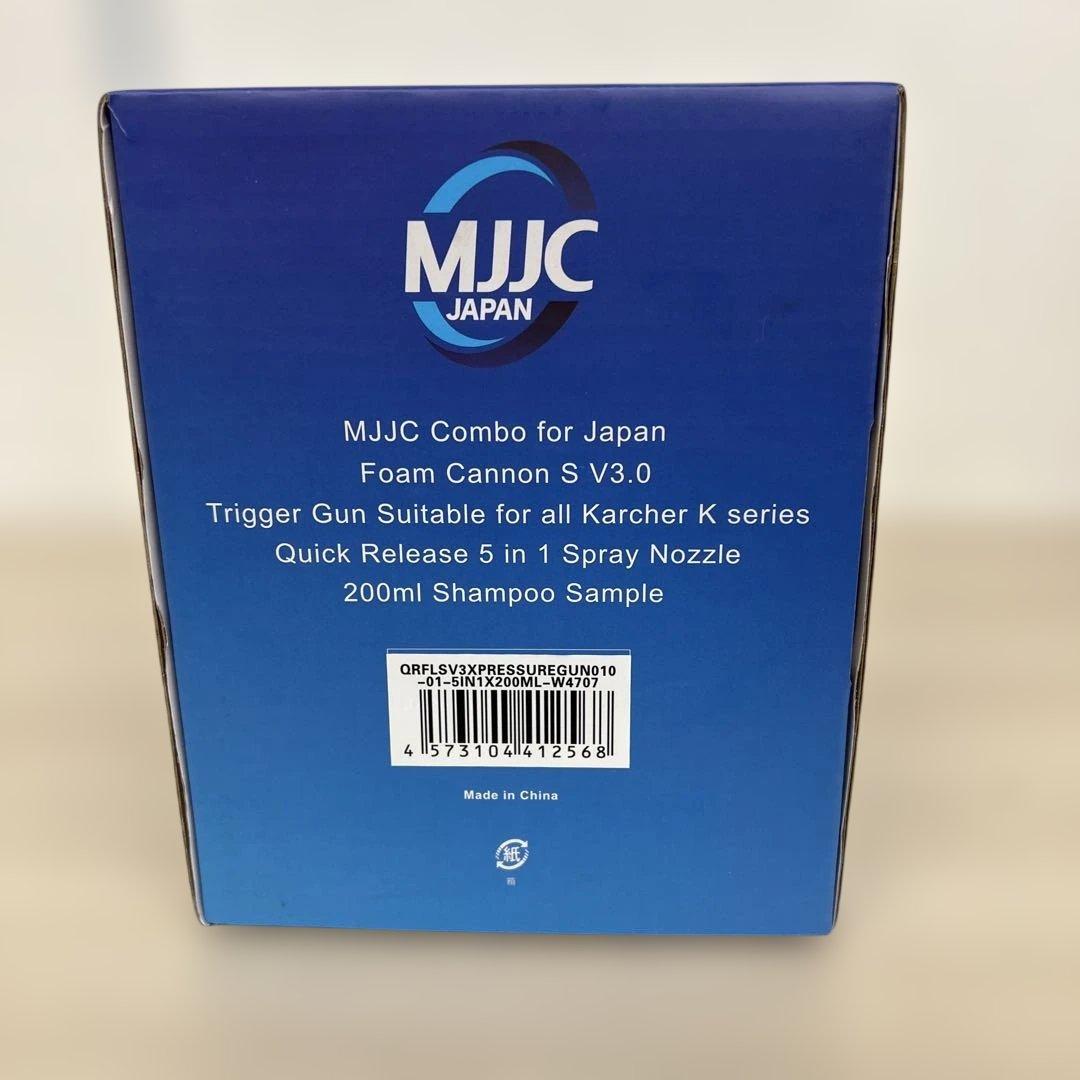 MJJC
JAPAN
MJJC Combo for Japan
Foam Cannon S V3.0
Trigger Gun Suitable for all Karcher K series
Quick Release 5 in 1 Spray Nozzle
200ml Shampoo Sample
QRFLSV3XPRESSUREGUN010
-01-5IN1X200ML-W4707
4 573104 412568
Made in China
紙
箱